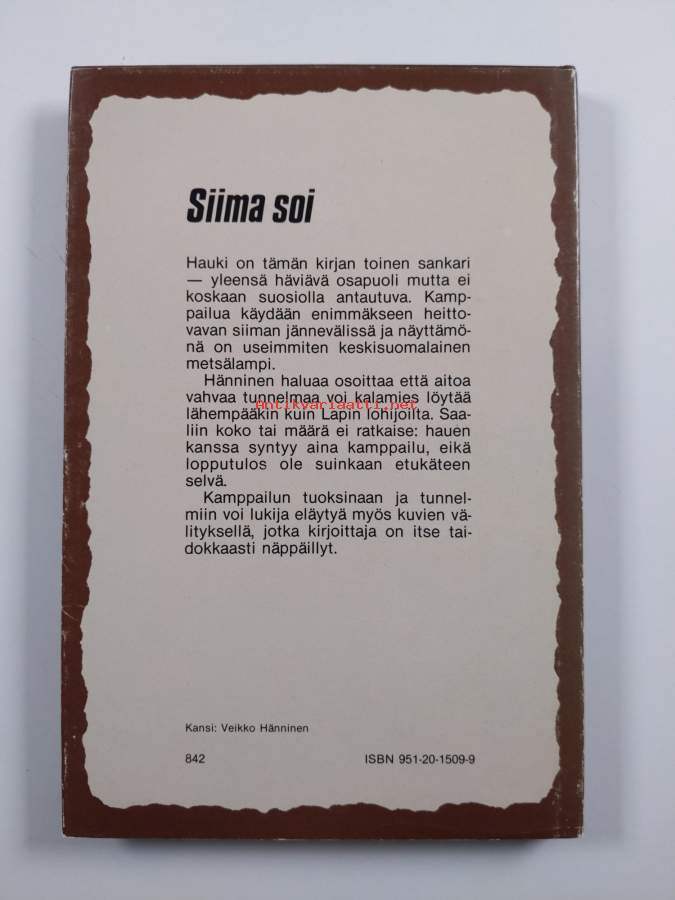 Siima soi
Hauki on tämän kirjan toinen sankari
— yleensä häviävä osapuoli mutta ei
koskaan suosiolla antautuva. Kamp-
pailua käydään enimmäkseen heitto-
vavan siiman jännevälissä ja näyttämö-
nä on useimmiten keskisuomalainen
metsälampi.
Hänninen haluaa osoittaa että aitoa
vahvaa tunnelmaa voi kalamies löytää
Antikvariaatti.net
lähempääkin kuin Lapin lohijoilta. Saa-
liin koko tai määrä ei ratkaise: hauen
kanssa syntyy aina kamppailu, eikä
lopputulos ole suinkaan etukäteen
selvä.
Kamppailun tuoksinaan ja tunnel-
miin voi lukija eläytyä myös kuvien vä-
lityksellä, jotka kirjoittaja on itse tai-
dokkaasti näppäillyt.
Kansi: Veikko Hänninen
842 ISBN 951-20-1509-9